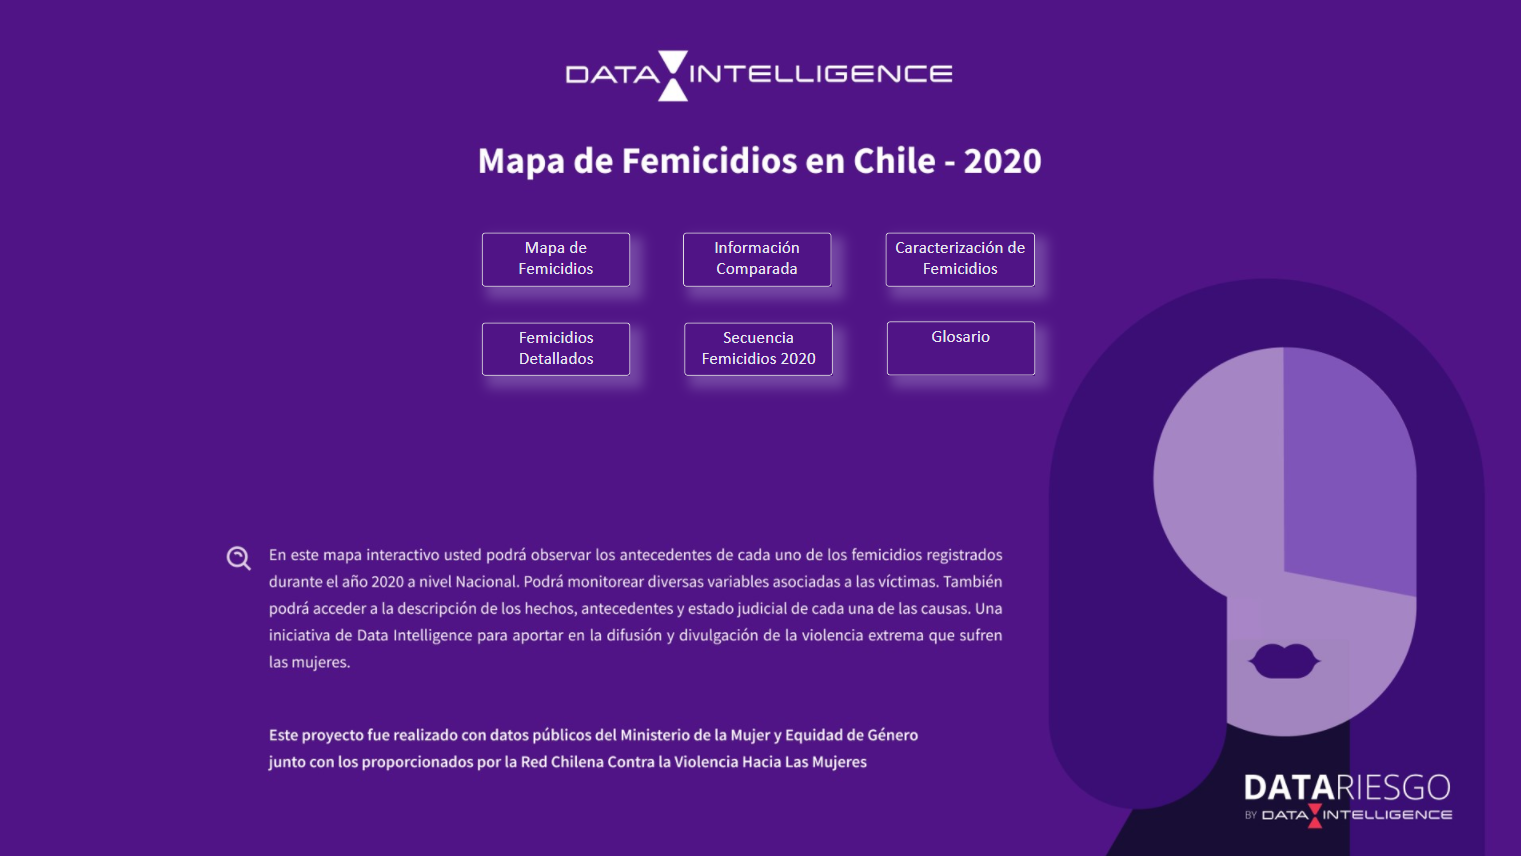 DATA INTELLIGENCE
Mapa de Femicidios en Chile - 2020
Mapa de
Femicidios
Información
Comparada
Caracterización de
Femicidios
Femicidios
Detallados
Secuencia
Femicidios 2020
Glosario
En este mapa interactivo usted podrá observar los antecedentes de cada uno de los femicidios registrados
durante el año 2020 a nivel Nacional. Podrá monitorear diversas variables asociadas a las víctimas. También
podrá acceder a la descripción de los hechos, antecedentes y estado judicial de cada una de las causas. Una
iniciativa de Data Intelligence para aportar en la difusión y divulgación de la violencia extrema que sufren
las mujeres.
Este proyecto fue realizado con datos públicos del Ministerio de la Mujer y Equidad de Género
junto con los proporcionados por la Red Chilena Contra la Violencia Hacia Las Mujeres
DATARIESGO
BY DATA INTELLIGENCE